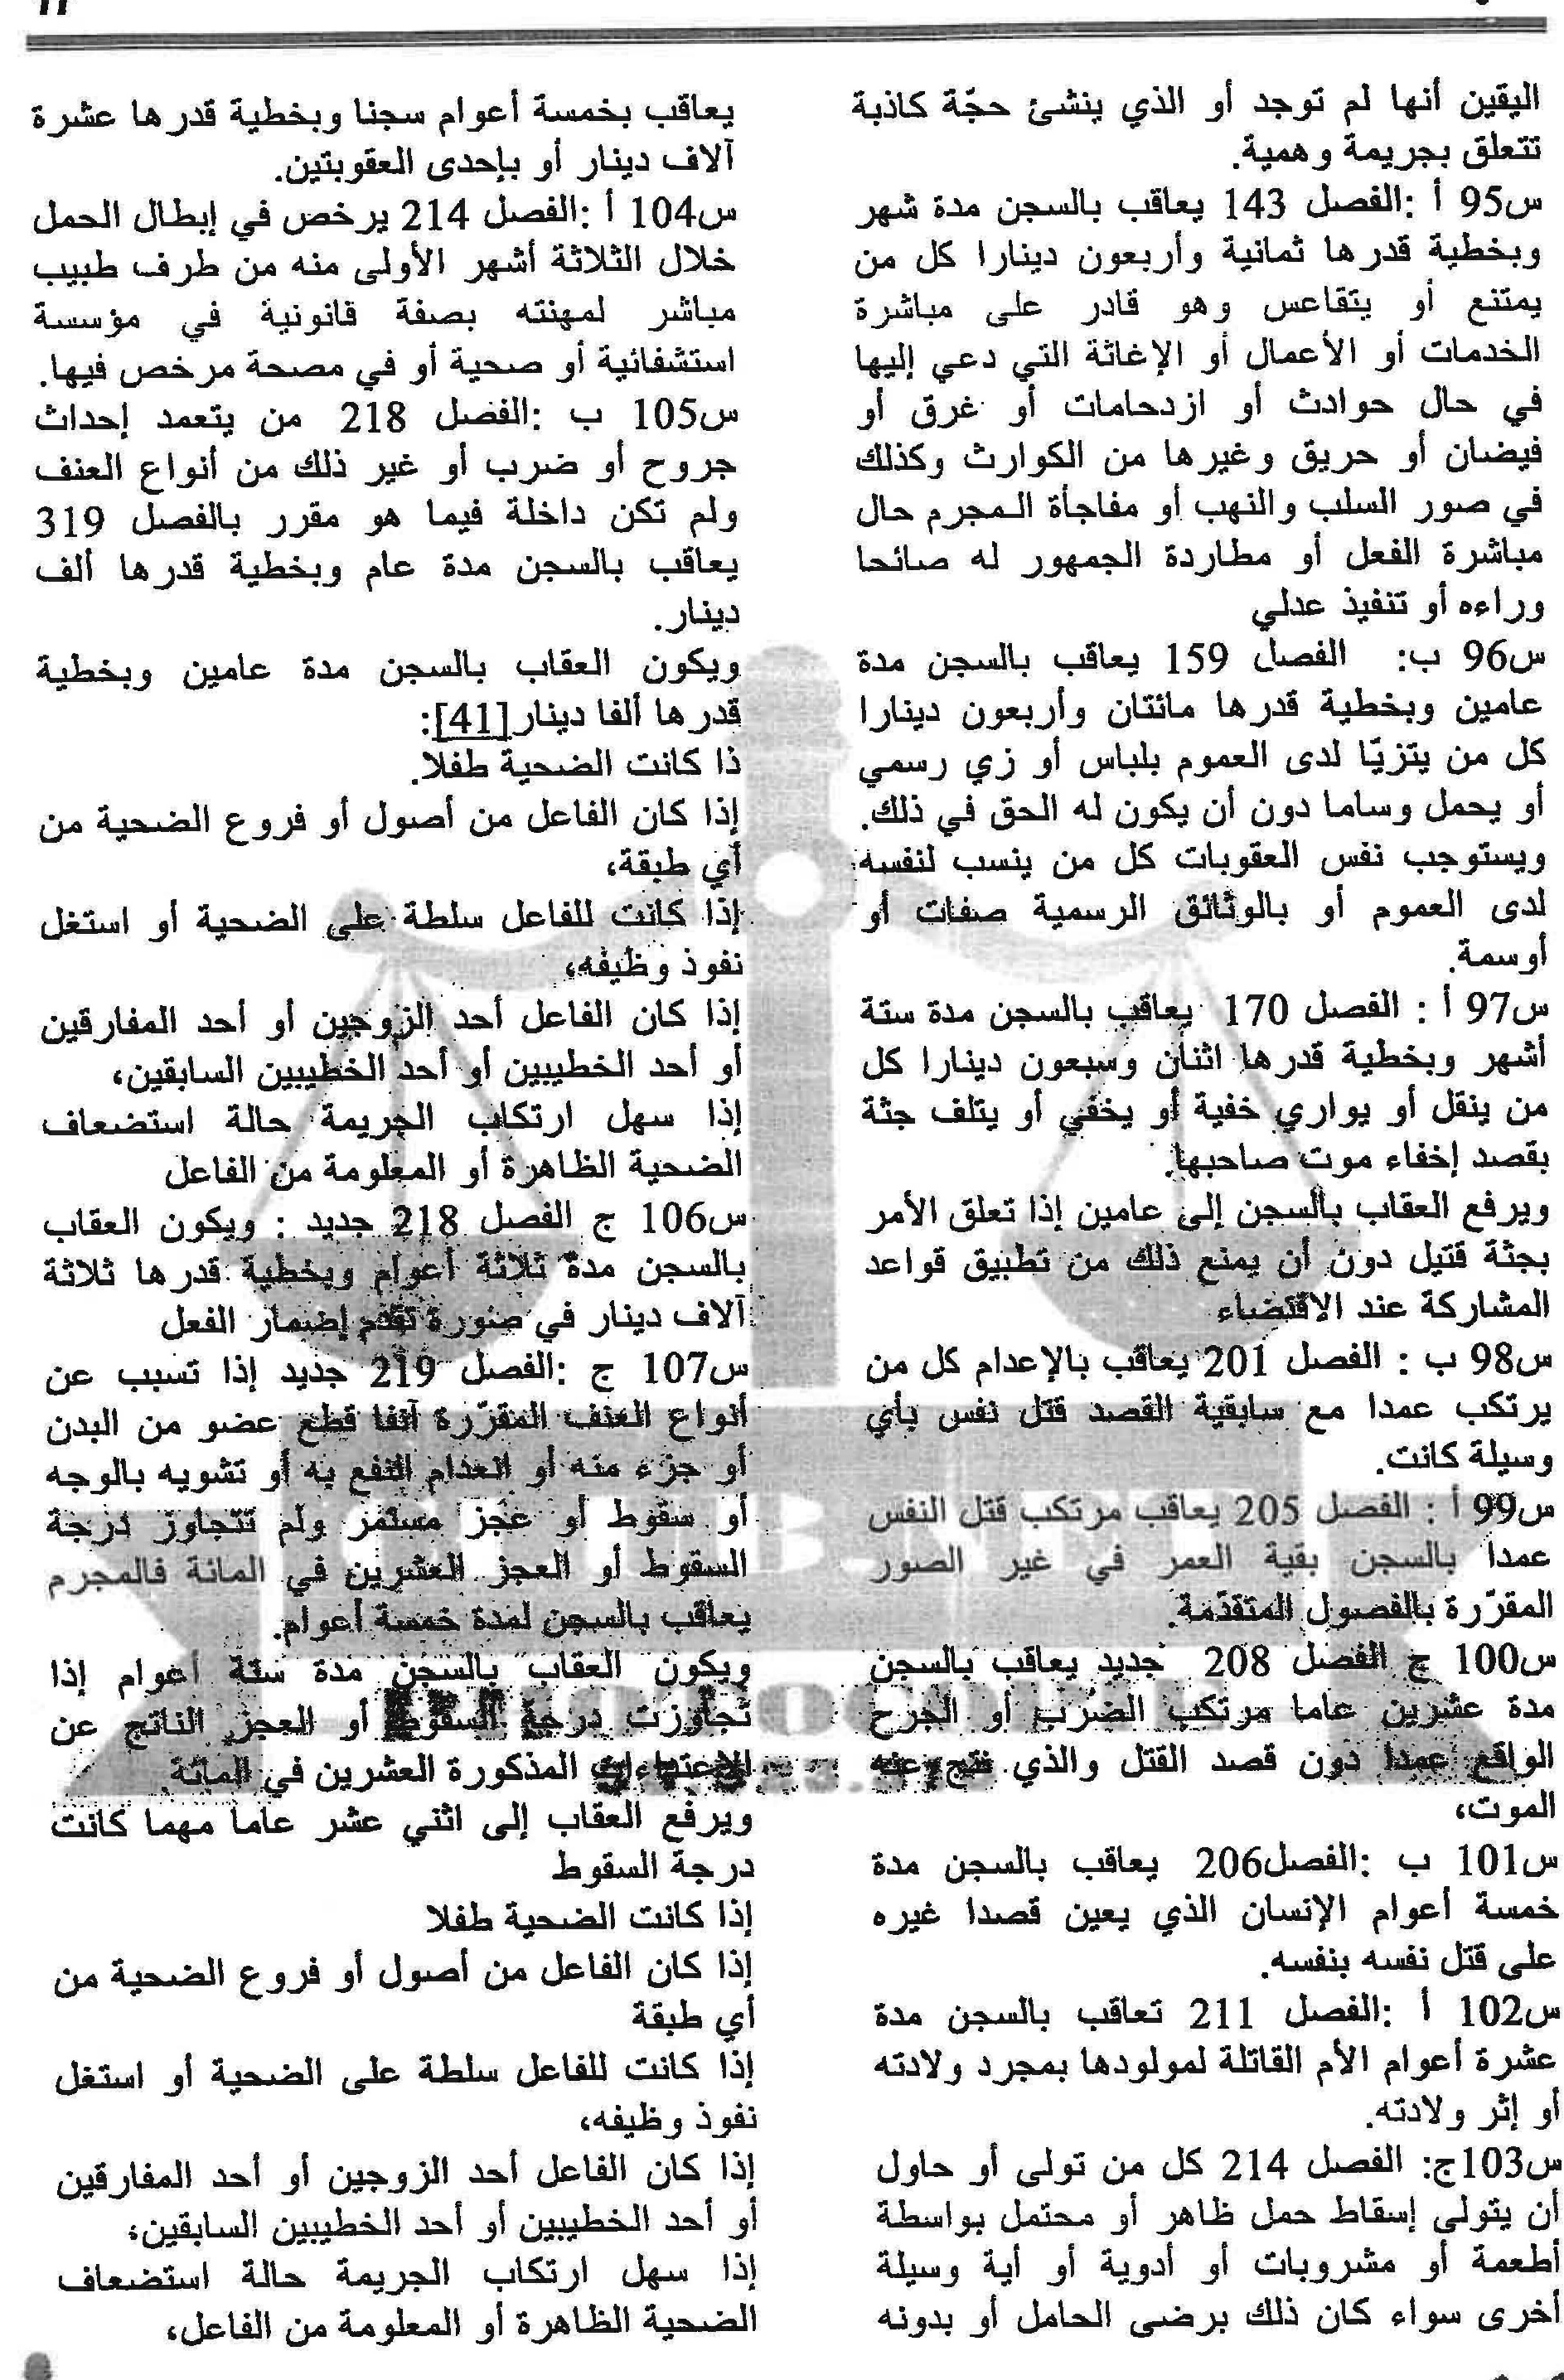 اليقين أنها لم توجد أو الذي ينشئ حجّة كاذبة
تتعلق بجريمة وهمية.
س95 أ :الفصل 143 يعاقب بالسجن مدة شهر
وبخطية قدرها ثمانية وأربعون دينارا كل من
يمتنع أو يتقاعس وهو قادر على مباشرة
الخدمات أو الأعمال أو الإغاثة التي دعي إليها
في حال حوادث أو ازدحامات أو غرق أو
فيضان أو حريق وغيرها من الكوارث وكذلك
في صور السلب والنهب أو مفاجأة المجرم حال
مباشرة الفعل أو مطاردة الجمهور له صائحا
وراءه أو تنفيذ عدلي
س96 ب: الفصل 159 يعاقب بالسجن مدة
عامين وبخطية قدرها مائتان وأربعون دينارا
كل من يتزيّا لدى العموم بلباس أو زي رسمي
أو يحمل وساما دون أن يكون له الحق في ذلك.
ويستوجب نفس العقوبات كل من ينسب لنفسه
لدى العموم أو بالوثائق الرسمية صفات أو
أوسمة.
س97 أ : الفصل 170 يعاقب بالسجن مدة ستة
أشهر وبخطية قدرها اثنان وسبعون دينارا كل
من ينقل أو يواري خفية أو يخفي أو يتلف جثة
بقصد إخفاء موت صاحبها.
ويرفع العقاب بالسجن إلى عامين إذا تعلق الأمر
بجثة قتيل دون أن يمنع ذلك من تطبيق قواعد
المشاركة عند الاقتضاء
س98 ب : الفصل 201 يعاقب بالإعدام كل من
يرتكب عمدا مع سابقية القصد قتل نفس بأي
وسيلة كانت.
س99 أ : الفصل 205 يعاقب مرتكب قتل النفس
عمدا بالسجن بقية العمر في غير الصور
المقرّرة بالفصول المتقدّمة.
س100 ج الفصل 208 جديد يعاقب بالسجن
مدة عشرين عاما مرتكب الضرب أو الجرح
الواقع عمدا دون قصد القتل والذي نتج عنه
الموت،
س101 ب :الفصل206 يعاقب بالسجن مدة
خمسة أعوام الإنسان الذي يعين قصدا غيره
على قتل نفسه بنفسه.
س102 أ :الفصل 211 تعاقب بالسجن مدة
عشرة أعوام الأم القاتلة لمولودها بمجرد ولادته
أو إثر ولادته.
س103ج: الفصل 214 كل من تولى أو حاول
أن يتولى إسقاط حمل ظاهر أو محتمل بواسطة
أطعمة أو مشروبات أو أدوية أو أية وسيلة
أخرى سواء كان ذلك برضى الحامل أو بدونه
يعاقب بخمسة أعوام سجنا وبخطية قدرها عشرة
آلاف دينار أو بإحدى العقوبتين.
س104 أ :الفصل 214 يرخص في إبطال الحمل
خلال الثلاثة أشهر الأولى منه من طرف طبيب
مباشر لمهنته بصفة قانونية في مؤسسة
استشفائية أو صحية أو في مصحة مرخص فيها.
س105 ب :الفصل 218 من يتعمد إحداث
جروح أو ضرب أو غير ذلك من أنواع العنف
ولم تكن داخلة فيما هو مقرر بالفصل 319
يعاقب بالسجن مدة عام وبخطية قدرها ألف
دينار.
ويكون العقاب بالسجن مدة عامين وبخطية
قدرها ألفا دينار[41]:
ذا كانت الضحية طفلا.
إذا كان الفاعل من أصول أو فروع الضحية من
أي طبقة،
إذا كانت للفاعل سلطة على الضحية أو استغل
نفوذ وظيفه،
إذا كان الفاعل أحد الزوجين أو أحد المفارقين
أو أحد الخطيبين أو أحد الخطيبين السابقين،
إذا سهل ارتكاب الجريمة حالة استضعاف
الضحية الظاهرة أو المعلومة من الفاعل
س106 ج الفصل 218 جديد : ويكون العقاب
بالسجن مدة ثلاثة أعوام وبخطية قدرها ثلاثة
آلاف دينار في صورة تقدم إضمار الفعل
س107 ج :الفصل 219 جديد إذا تسبب عن
أنواع العنف المقرّرة آنفا قطع عضو من البدن
أو جزء منه أو انعدام النفع به أو تشويه بالوجه
أو سقوط أو عجز مستمر ولم تتجاوز درجة
السقوط أو العجز العشرين في المائة فالمجرم
يعاقب بالسجن لمدة خمسة أعوام.
ويكون العقاب بالسجن مدة ستة أعوام إذا
تجاوزت درجة السقوط أو العجز الناتج عن
الاعتداءات المذكورة العشرين في المائة.
ويرفع العقاب إلى اثني عشر عاما مهما كانت
درجة السقوط
إذا كانت الضحية طفلا
إذا كان الفاعل من أصول أو فروع الضحية من
أي طبقة
إذا كانت للفاعل سلطة على الضحية أو استغل
نفوذ وظيفه،
إذا كان الفاعل أحد الزوجين أو أحد المفارقين
أو أحد الخطيبين أو أحد الخطيبين السابقين،
إذا سهل ارتكاب الجريمة حالة استضعاف
الضحية الظاهرة أو المعلومة من الفاعل،